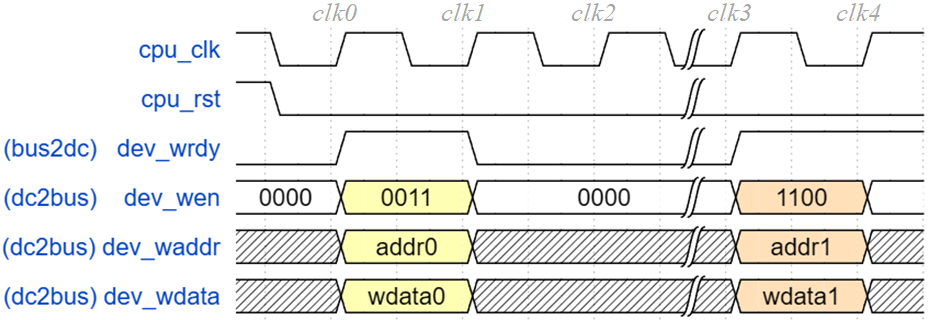 clk0 clk1 clk2 clk3 clk4
cpu_clk
cpu_rst
(bus2dc) dev_wrdy
(dc2bus) dev_wen 0000 0011 0000 1100
(dc2bus) dev_waddr addr0 addr1
(dc2bus) dev_wdata wdata0 wdata1